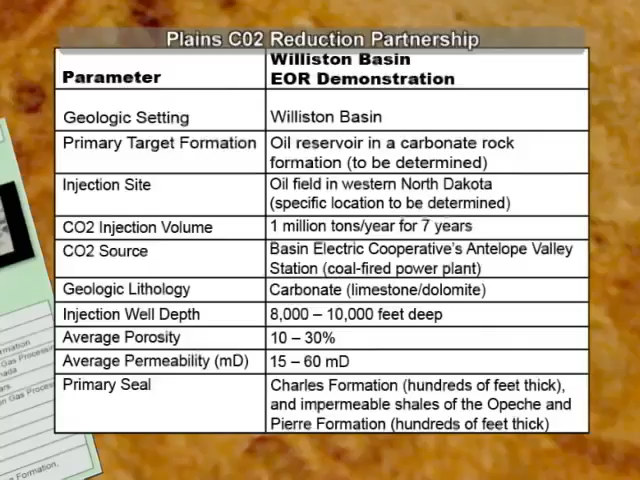 Plains C02 Reduction Partnership
Parameter
Williston Basin
EOR Demonstration
Geologic Setting
Williston Basin
Primary Target Formation
Oil reservoir in a carbonate rock
formation (to be determined)
Injection Site
Oil field in western North Dakota
(specific location to be determined)
CO2 Injection Volume
1 million tons/year for 7 years
CO2 Source
Basin Electric Cooperative's Antelope Valley
Station (coal-fired power plant)
Geologic Lithology
Carbonate (limestone/dolomite)
Injection Well Depth
8,000 – 10,000 feet deep
Average Porosity
10 – 30%
Average Permeability (mD)
15 – 60 mD
Primary Seal
Charles Formation (hundreds of feet thick),
and impermeable shales of the Opeche and
Pierre Formation (hundreds of feet thick)
Gas Processin
Gas Process
Formation,